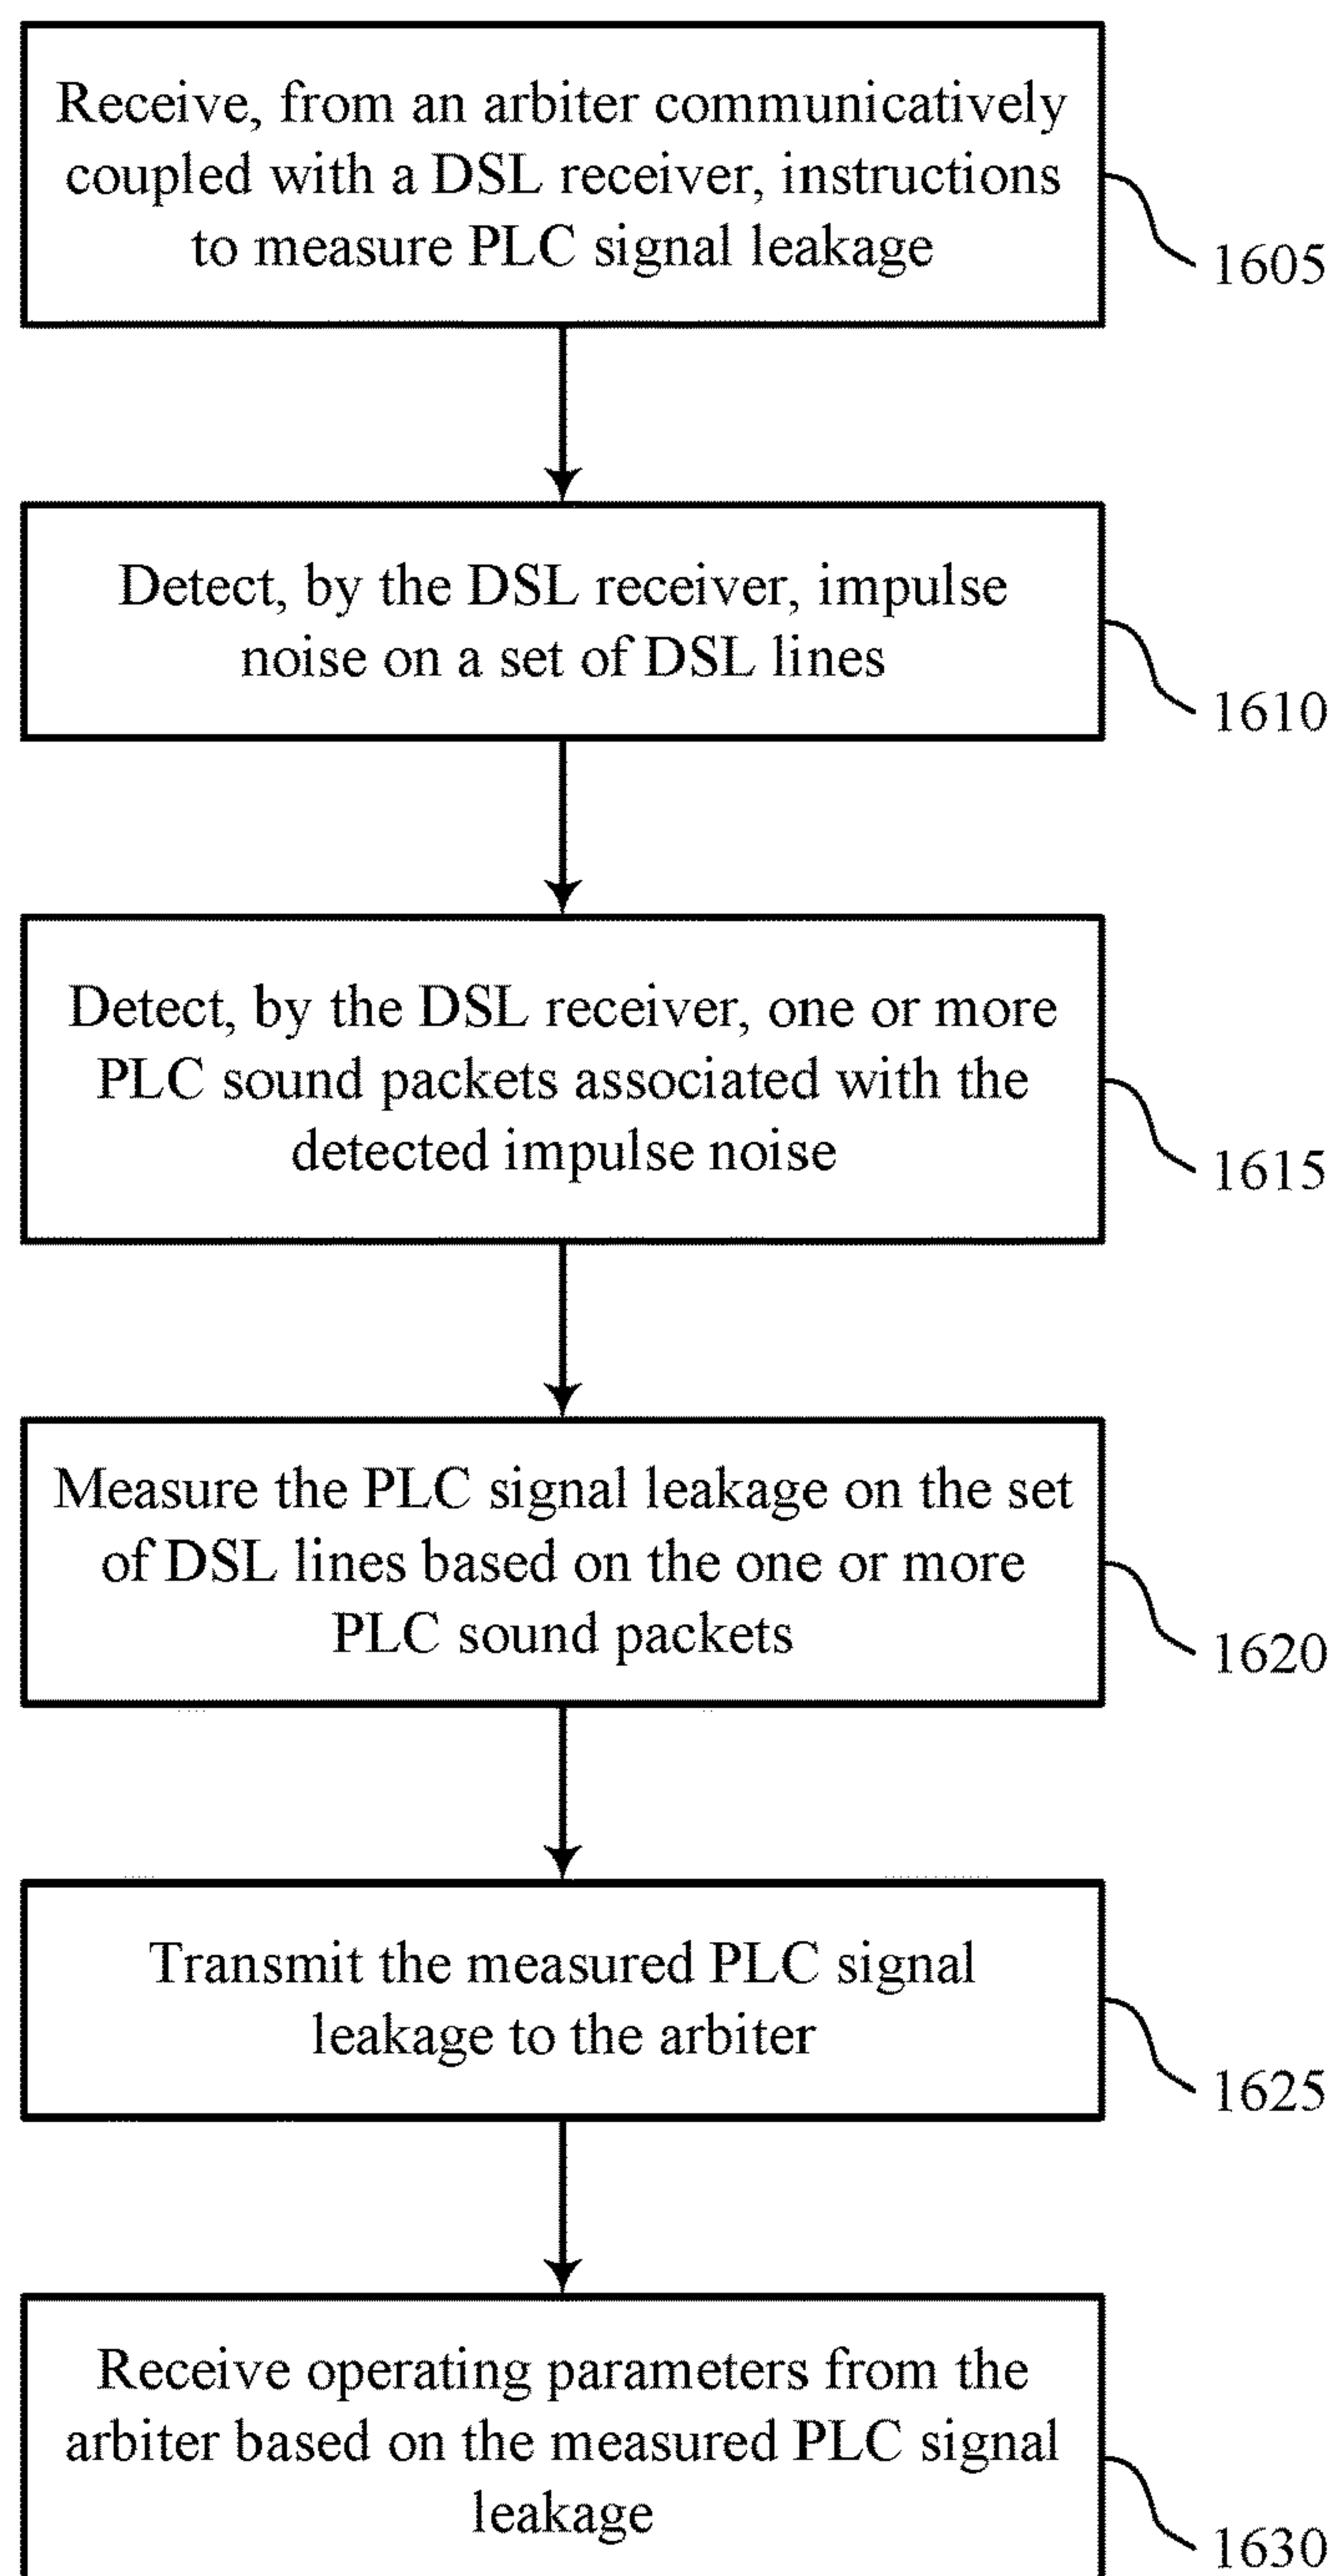 Receive, from an arbiter communicatively
coupled with a DSL receiver, instructions
to measure PLC signal leakage
1605
Detect, by the DSL receiver, impulse
noise on a set of DSL lines
1610
Detect, by the DSL receiver, one or more
PLC sound packets associated with the
detected impulse noise
1615
Measure the PLC signal leakage on the set
of DSL lines based on the one or more
PLC sound packets
1620
Transmit the measured PLC signal
leakage to the arbiter
1625
Receive operating parameters from the
arbiter based on the measured PLC signal
leakage
1630